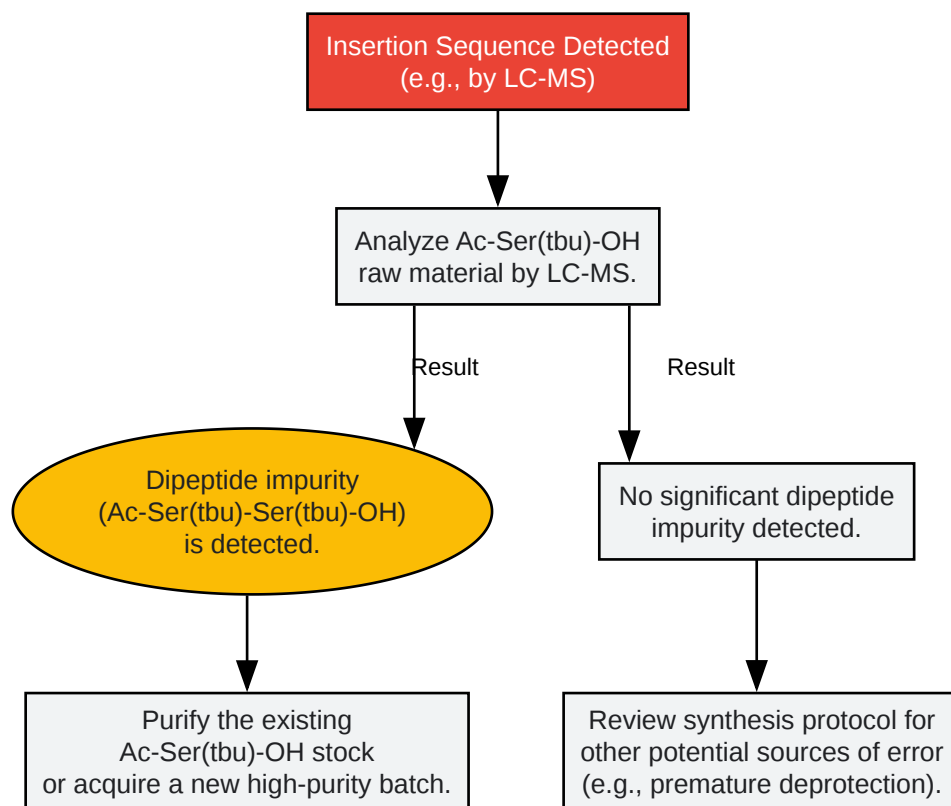 Insertion Sequence Detected
(e.g., by LC-MS)
Analyze Ac-Ser(tbu)-OH
raw material by LC-MS.
Result
Result
Dipeptide impurity
(Ac-Ser(tbu)-Ser(tbu)-OH)
is detected.
No significant dipeptide
impurity detected.
Purify the existing
Ac-Ser(tbu)-OH stock
or acquire a new high-purity batch.
Review synthesis protocol for
other potential sources of error
(e.g., premature deprotection).